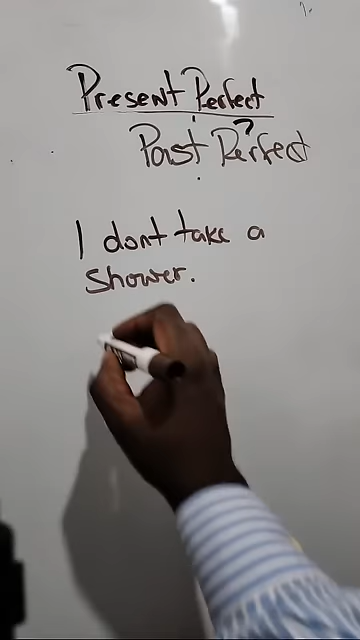 Present Perfect
?
Past Perfect
I dont take a
shower.